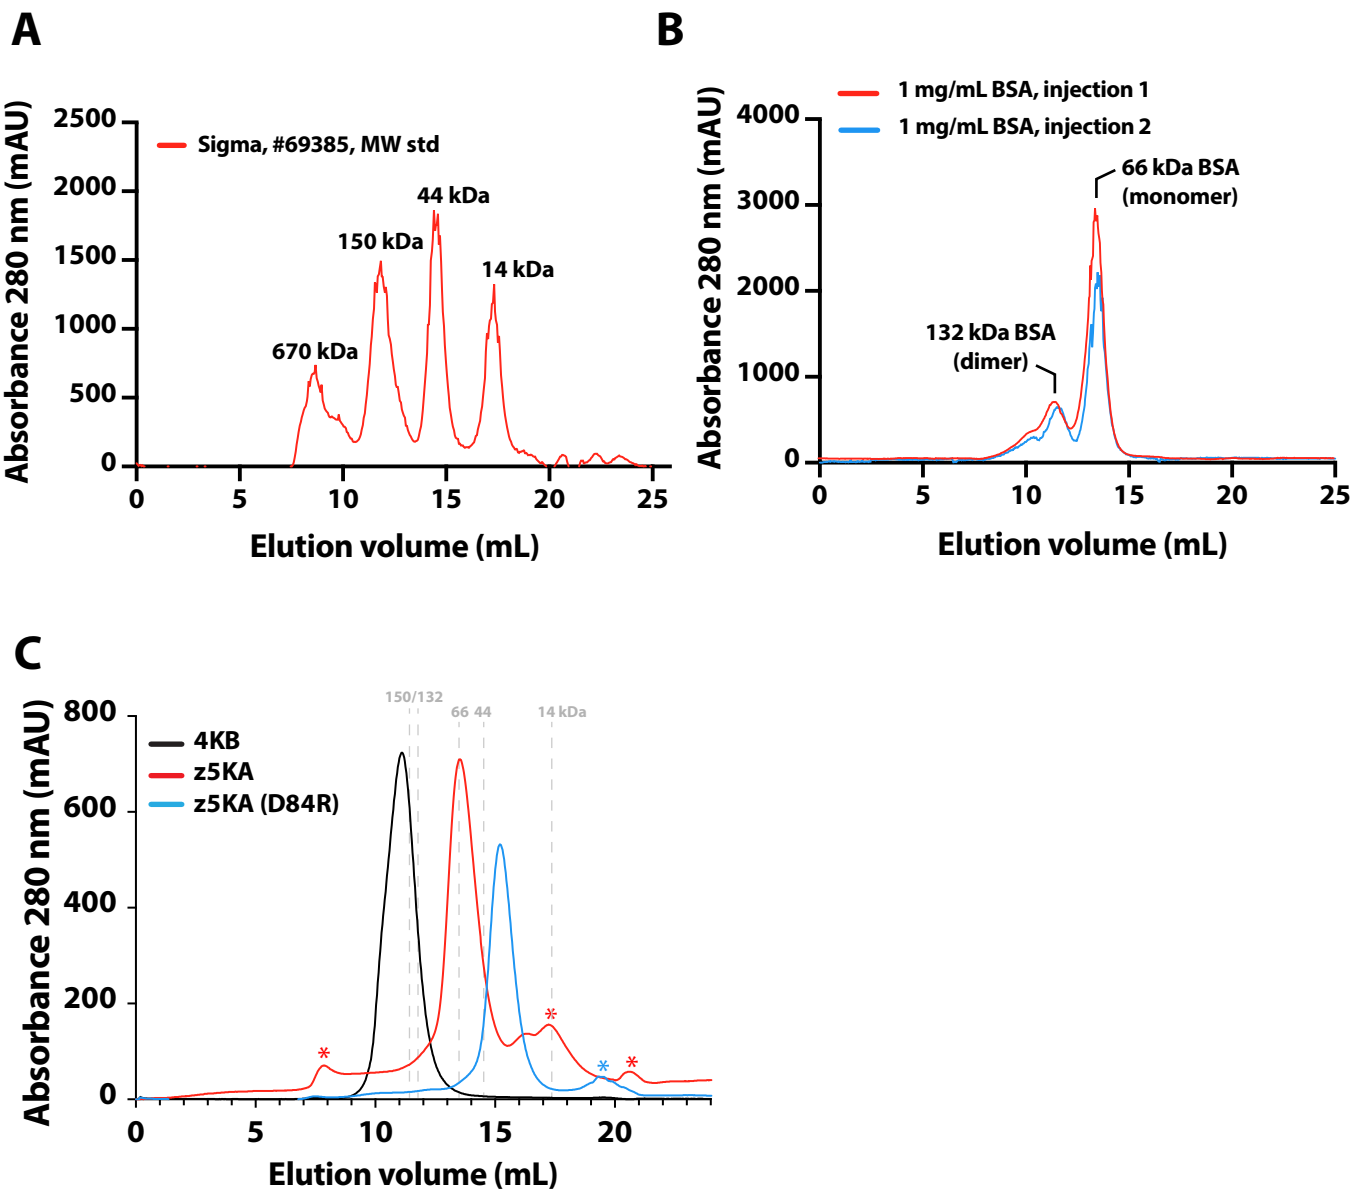 A
Absorbance 280 nm (mAU)
2500
2000
1500
1000
500
0
Sigma, #69385, MW std
670 kDa
150 kDa
44 kDa
14 kDa
0 5 10 15 20 25
Elution volume (mL)
B
Absorbance 280 nm (mAU)
4000
3000
2000
1000
0
1 mg/mL BSA, injection 1
1 mg/mL BSA, injection 2
66 kDa BSA
(monomer)
132 kDa BSA
(dimer)
0 5 10 15 20 25
Elution volume (mL)
C
Absorbance 280 nm (mAU)
800
600
400
200
0
4KB
z5KA
z5KA (D84R)
150/132
66 44 14 kDa
*
*
*
*
0 5 10 15 20
Elution volume (mL)